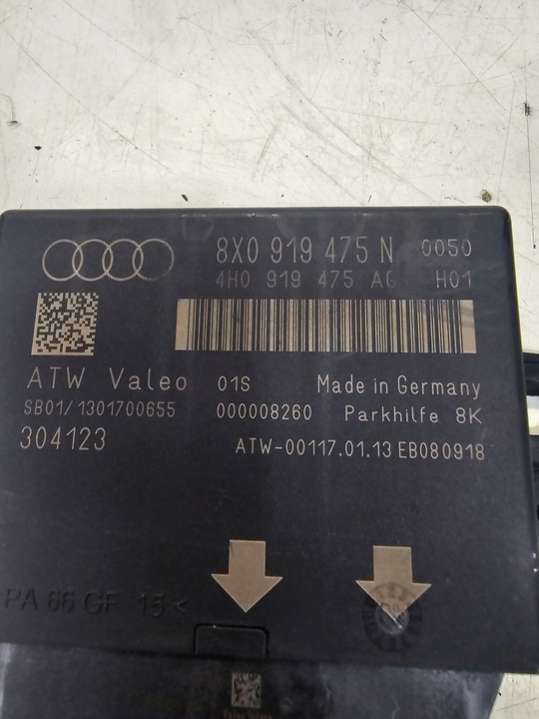 8X0 919 475 N 0050
4H0 919 475 AC H01
ATW Valeo 01S Made in Germany
SB01/1301700655 000008260 Parkhilfe 8K
304123 ATW-00117.01.13 EB080918
PA 66 GF 15<